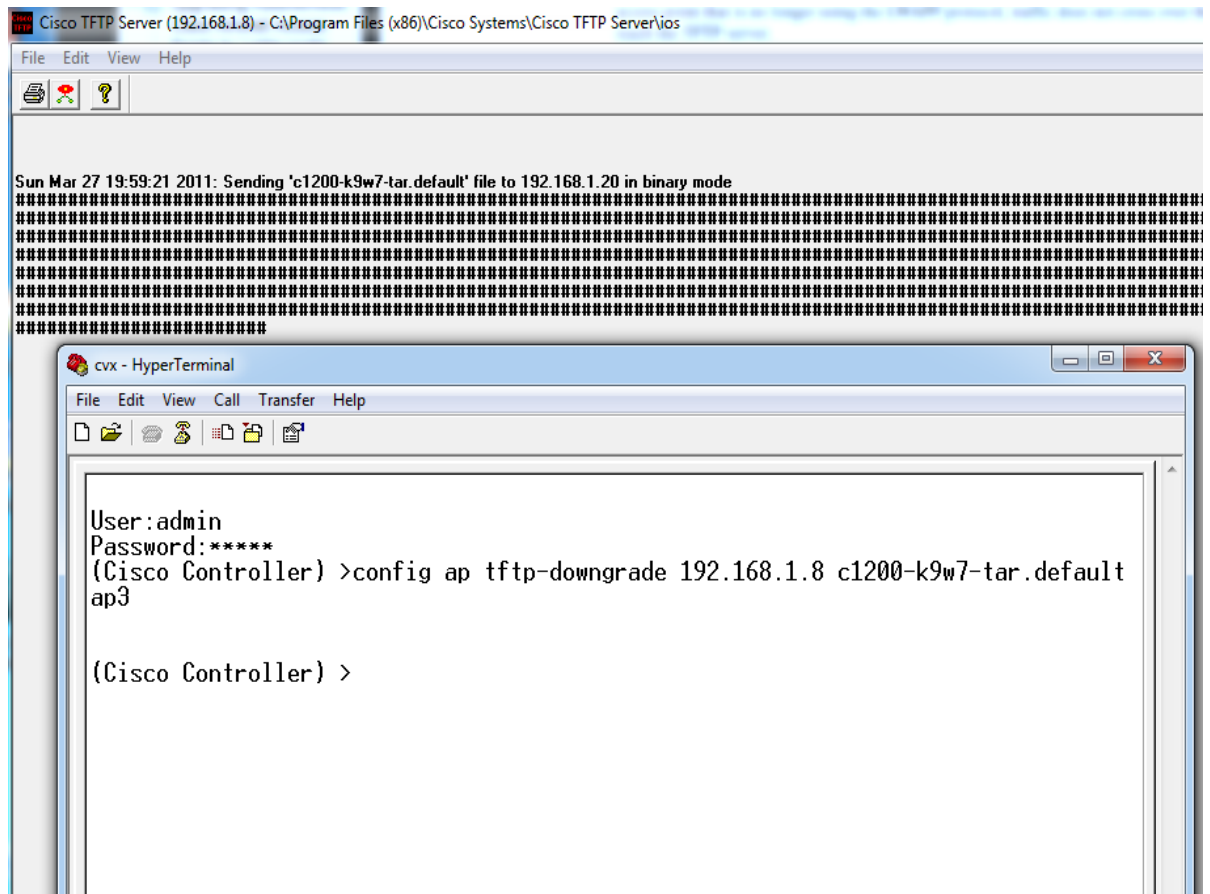 Cisco TFTP Server (192.168.1.8) - C:\Program Files (x86)\Cisco Systems\Cisco TFTP Server\ios
File Edit View Help
Sun Mar 27 19:59:21 2011: Sending 'c1200-k9w7-tar.default' file to 192.168.1.20 in binary mode
cvx - HyperTerminal
File Edit View Call Transfer Help
User:admin
Password:*****
(Cisco Controller) >config ap tftp-downgrade 192.168.1.8 c1200-k9w7-tar.default
ap3
(Cisco Controller) >